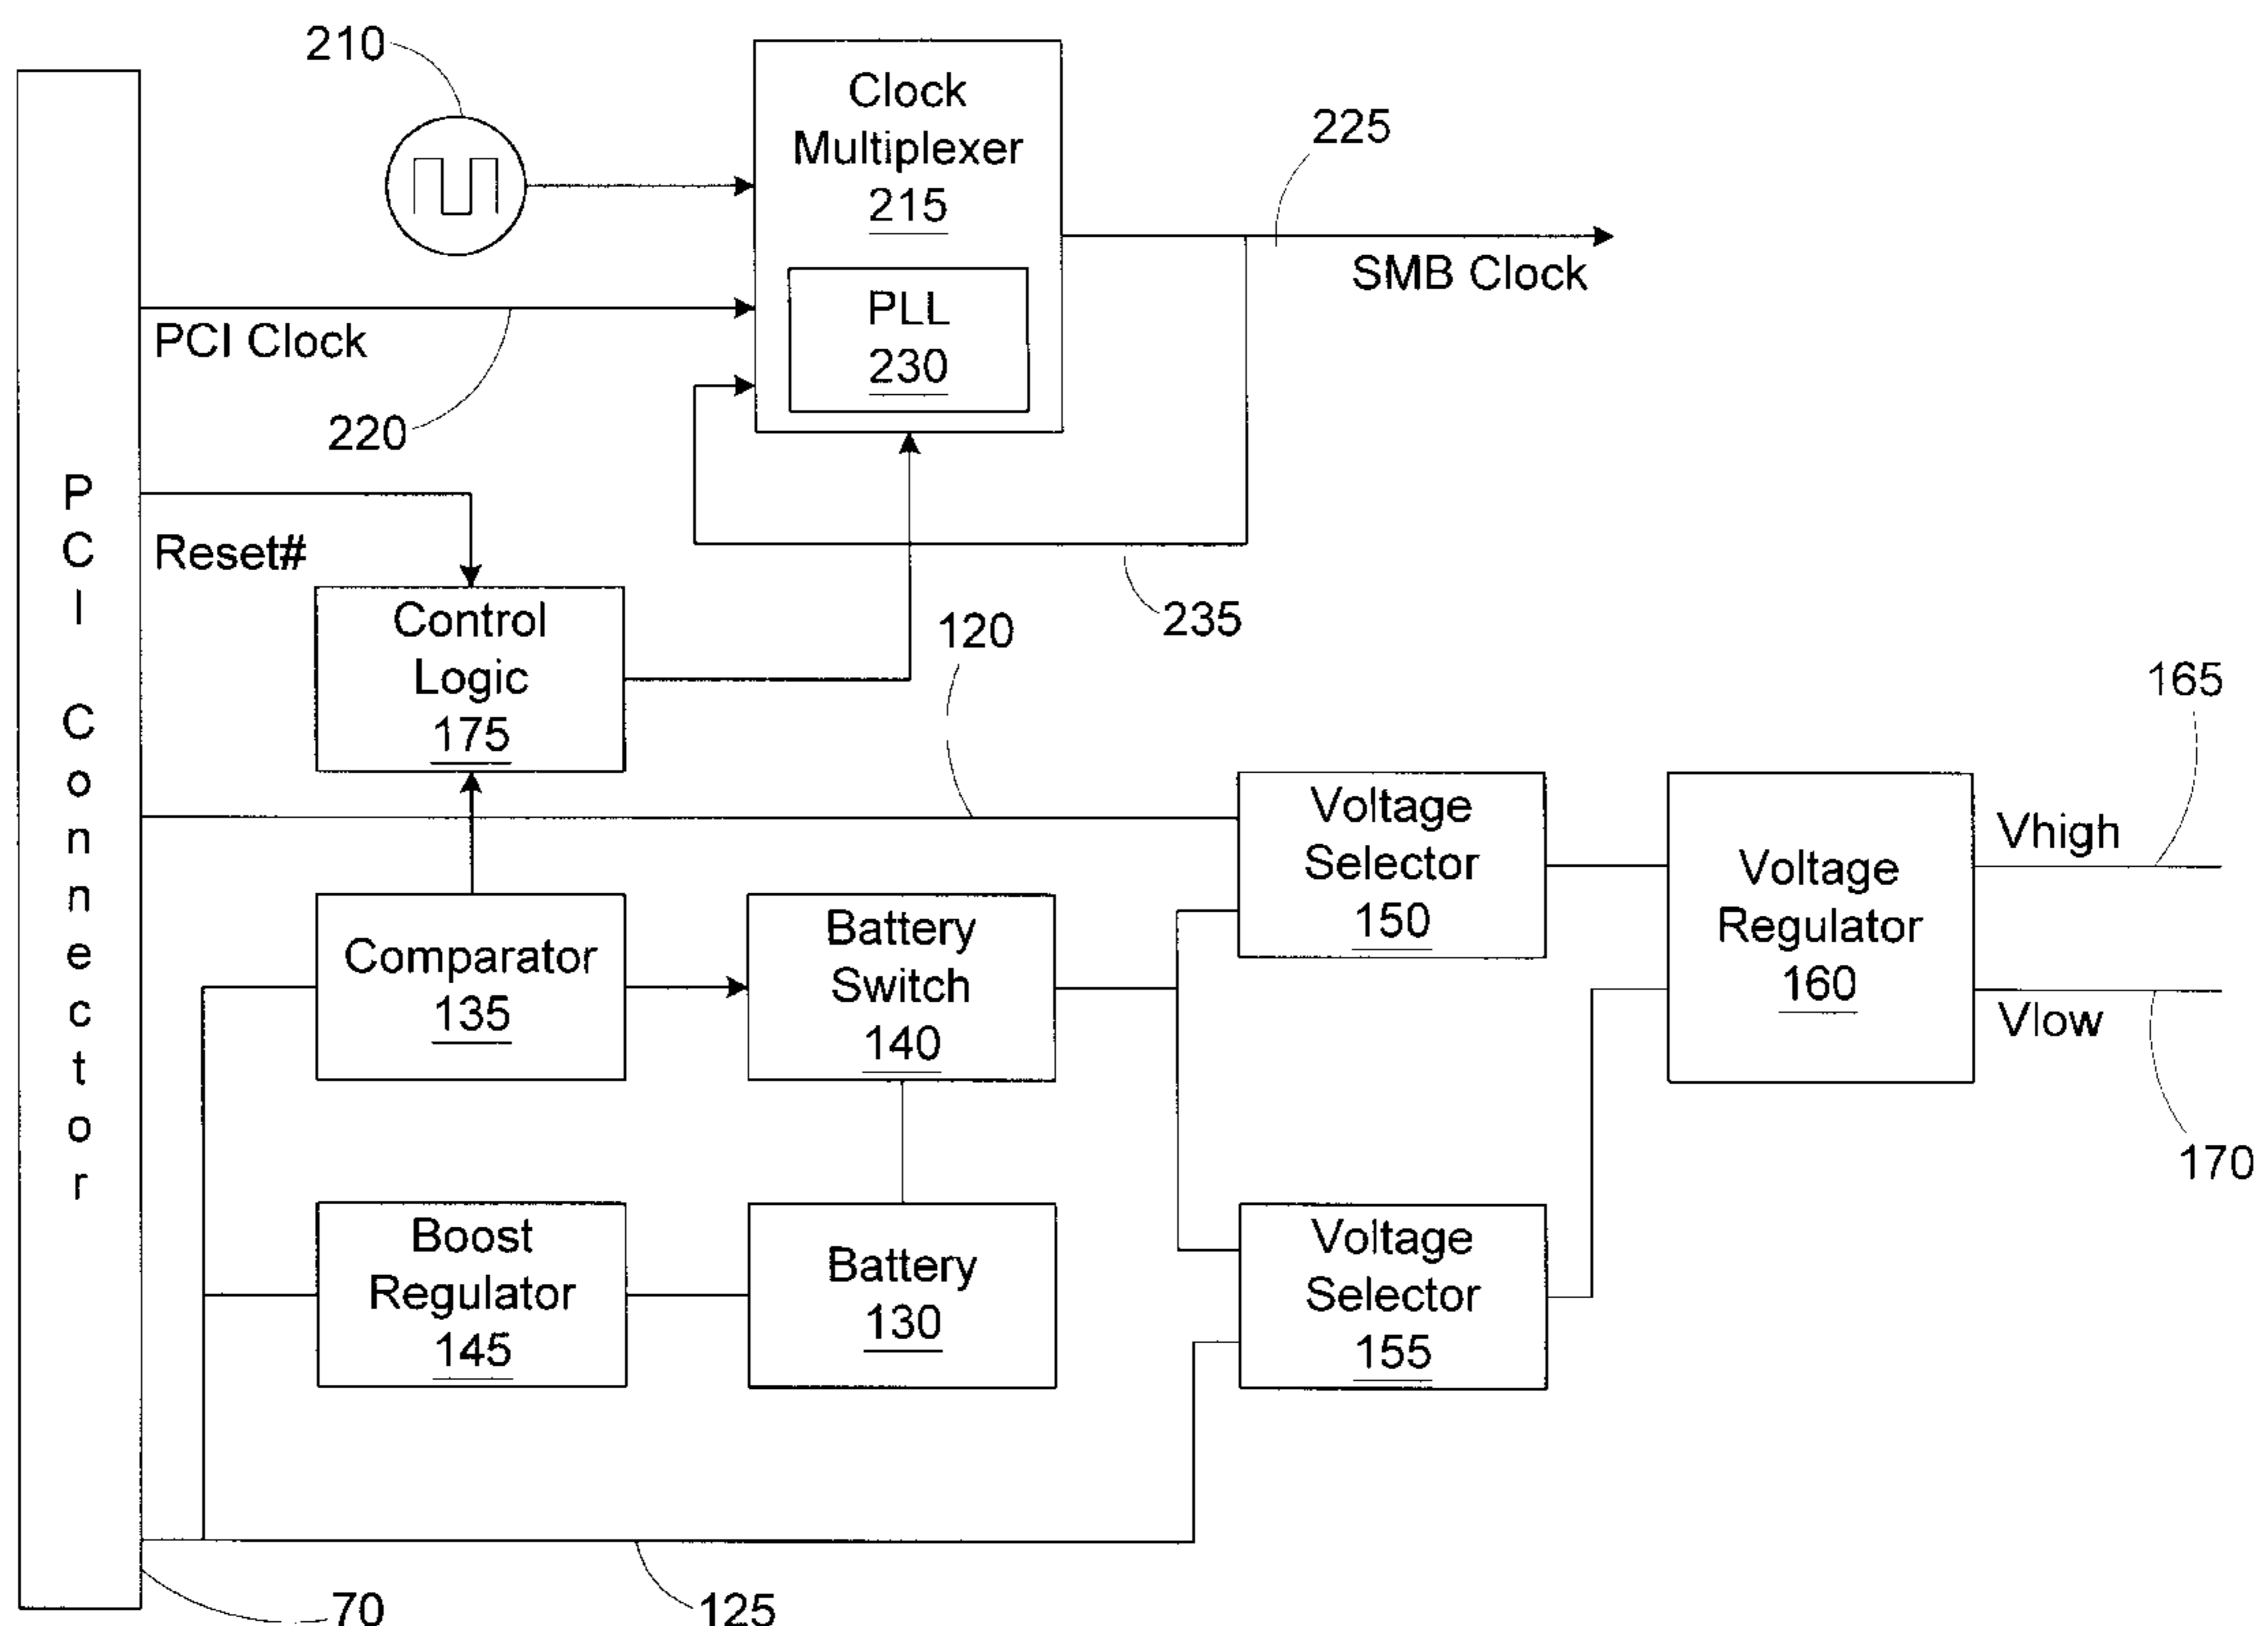 210
Clock
Multiplexer
215
225
SMB Clock
PLL
230
PCI Clock
220
PCI Connector
Reset#
235
120
Control
Logic
175
165
Voltage
Selector
150
Vhigh
Voltage
Regulator
160
Vlow
170
Comparator
135
Battery
Switch
140
Boost
Regulator
145
Battery
130
Voltage
Selector
155
70
125